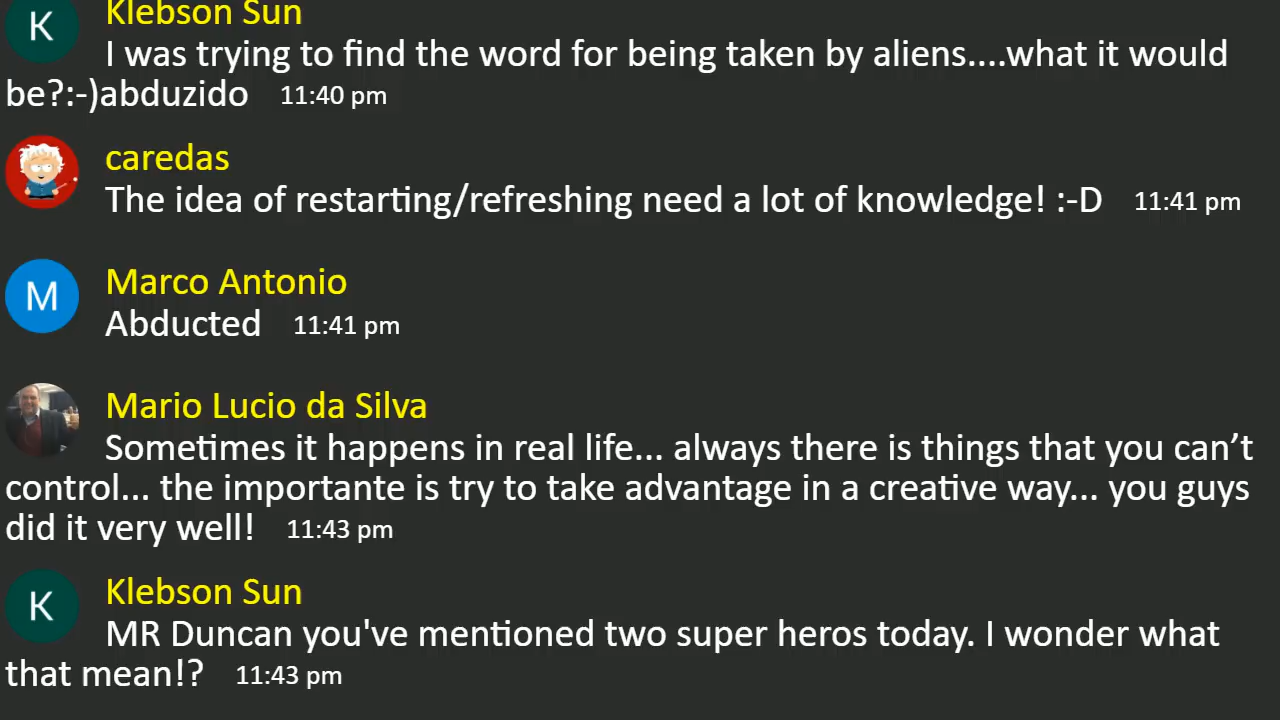 K Klebson Sun
I was trying to find the word for being taken by aliens....what it would
be?:-)abduzido 11:40 pm
caredas
The idea of restarting/refreshing need a lot of knowledge! :-D 11:41 pm
M Marco Antonio
Abducted 11:41 pm
Mario Lucio da Silva
Sometimes it happens in real life... always there is things that you can’t
control... the importante is try to take advantage in a creative way... you guys
did it very well! 11:43 pm
K Klebson Sun
MR Duncan you've mentioned two super heros today. I wonder what
that mean!? 11:43 pm